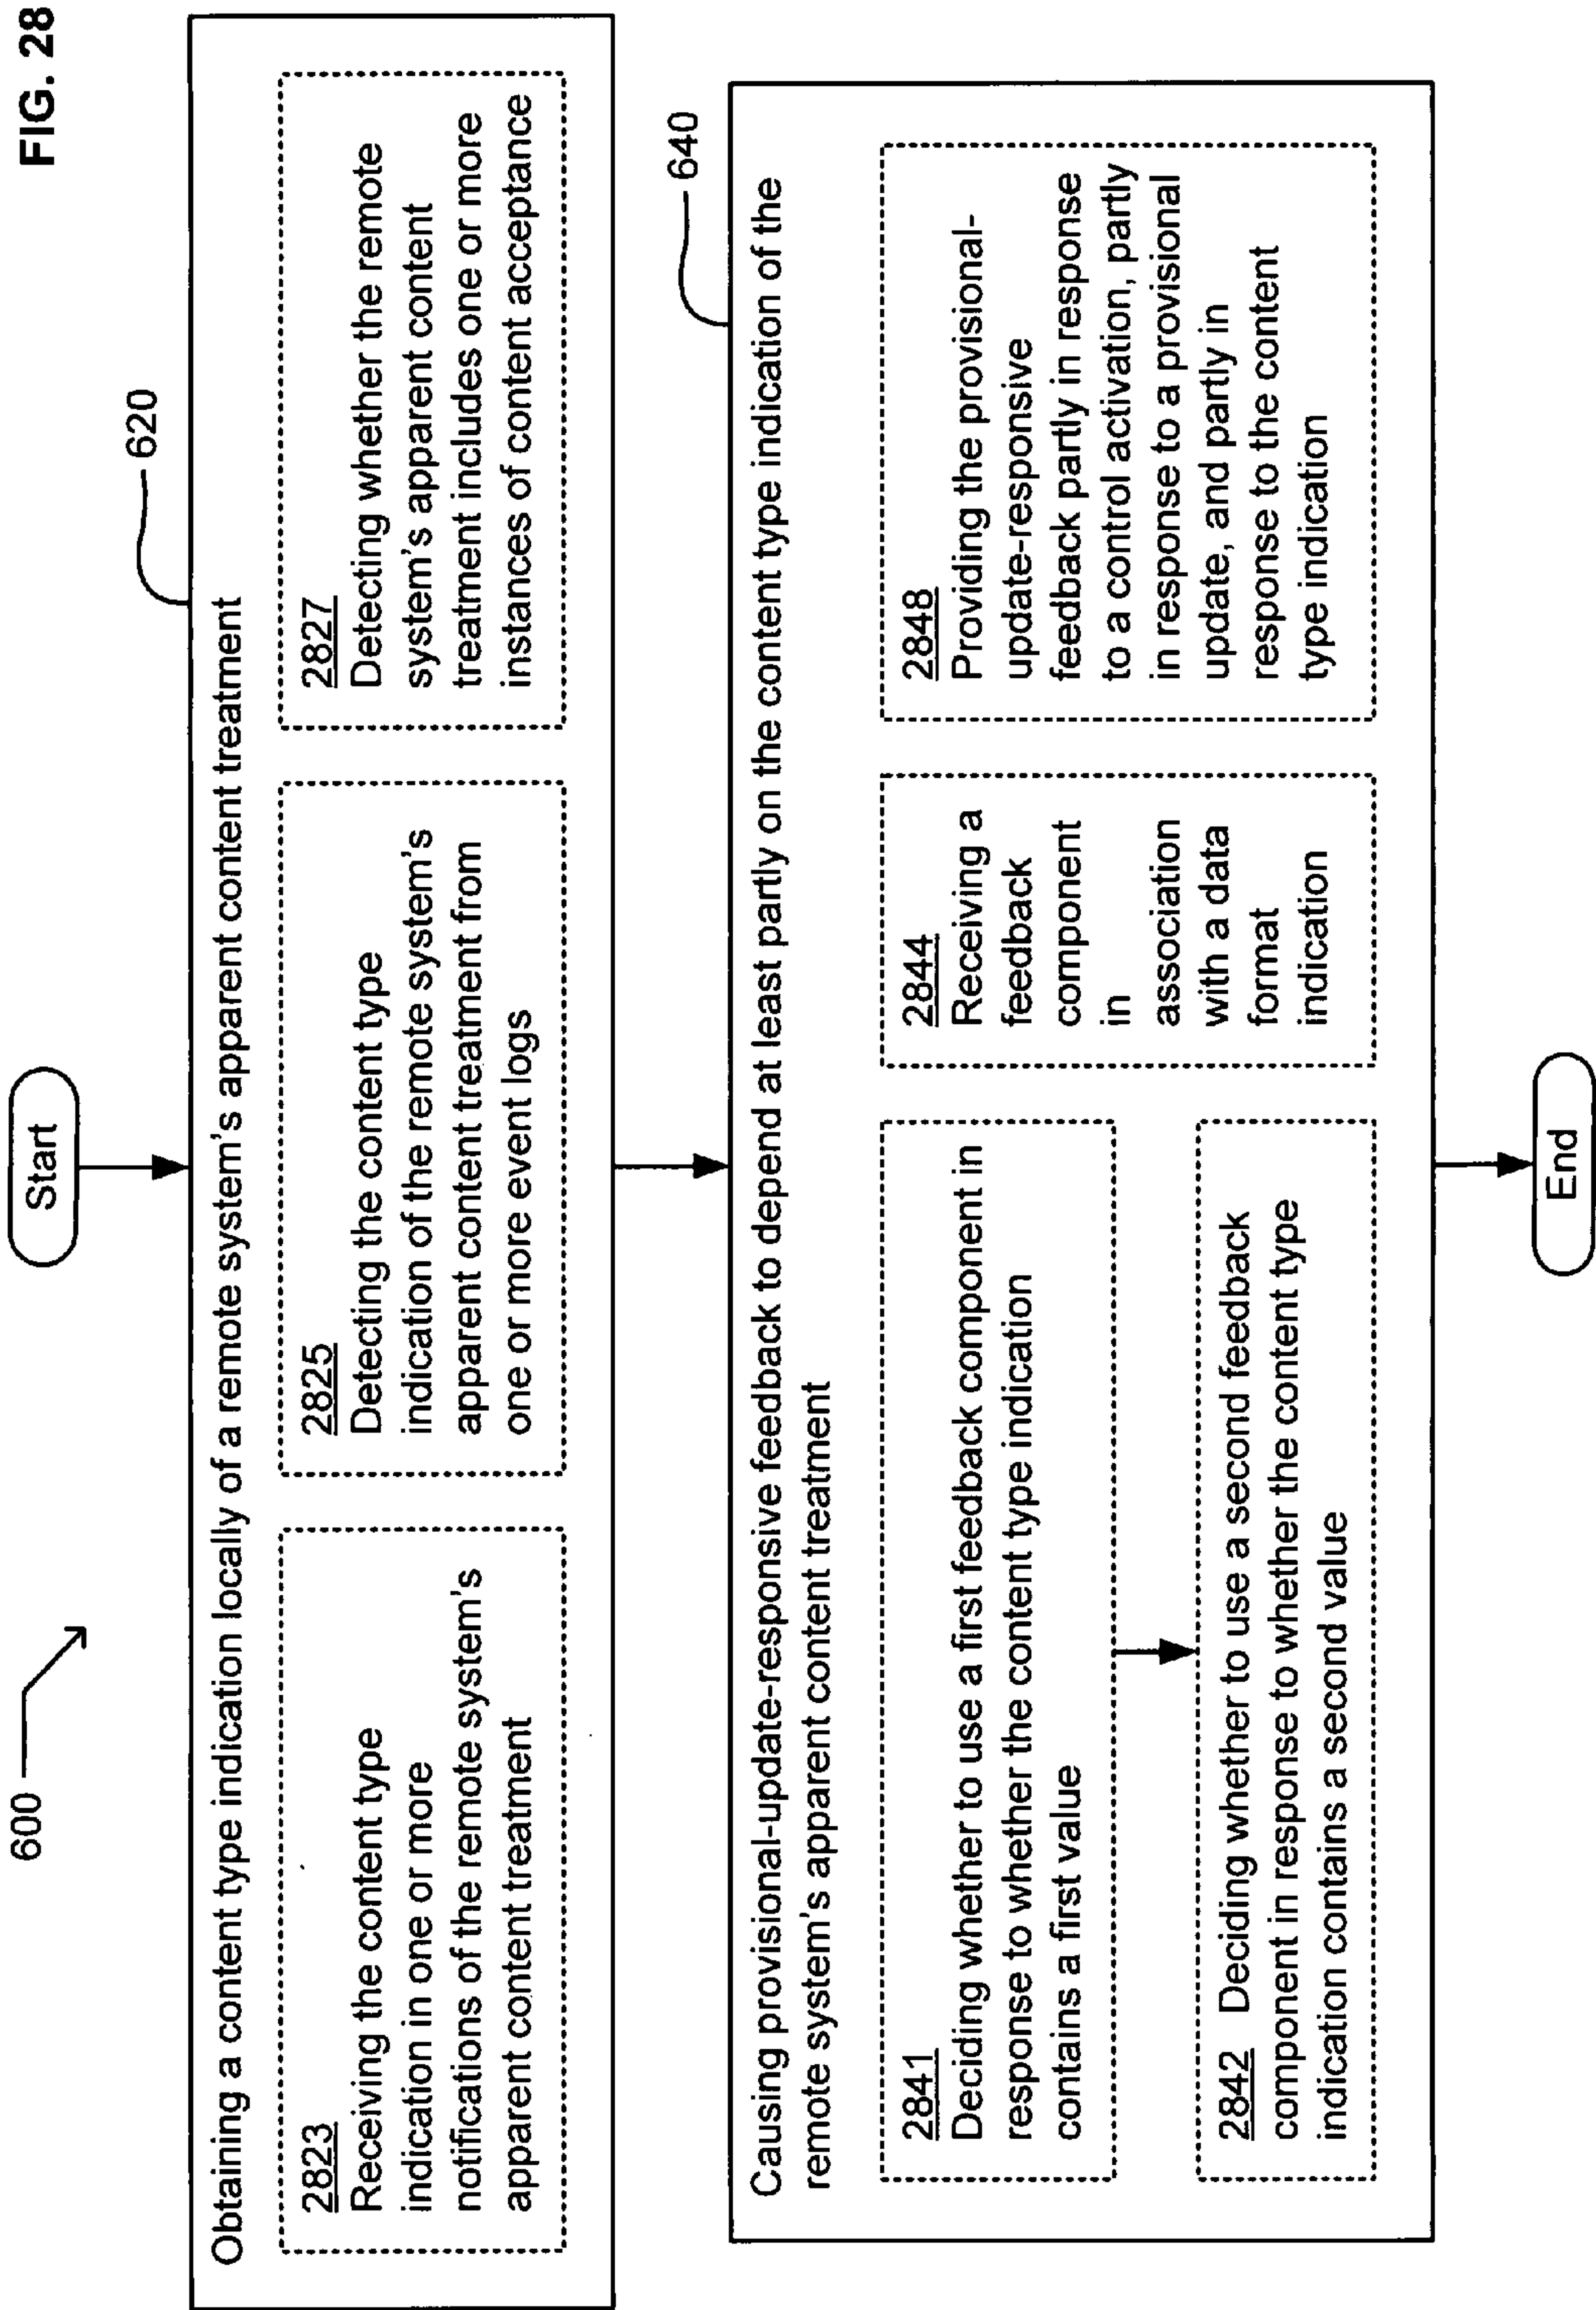 FIG. 28
600
Start
620
Obtaining a content type indication locally of a remote system's apparent content treatment
2823
Receiving the content type
indication in one or more
notifications of the remote system's
apparent content treatment
2825
Detecting the content type
indication of the remote system's
apparent content treatment from
one or more event logs
2827
Detecting whether the remote
system's apparent content
treatment includes one or more
instances of content acceptance
640
Causing provisional-update-responsive feedback to depend at least partly on the content type indication of the
remote system's apparent content treatment
2841
Deciding whether to use a first feedback component in
response to whether the content type indication
contains a first value
2842 Deciding whether to use a second feedback
component in response to whether the content type
indication contains a second value
2844
Receiving a
feedback
component
in
association
with a data
format
indication
2848
Providing the provisional-
update-responsive
feedback partly in response
to a control activation, partly
in response to a provisional
update, and partly in
response to the content
type indication
End